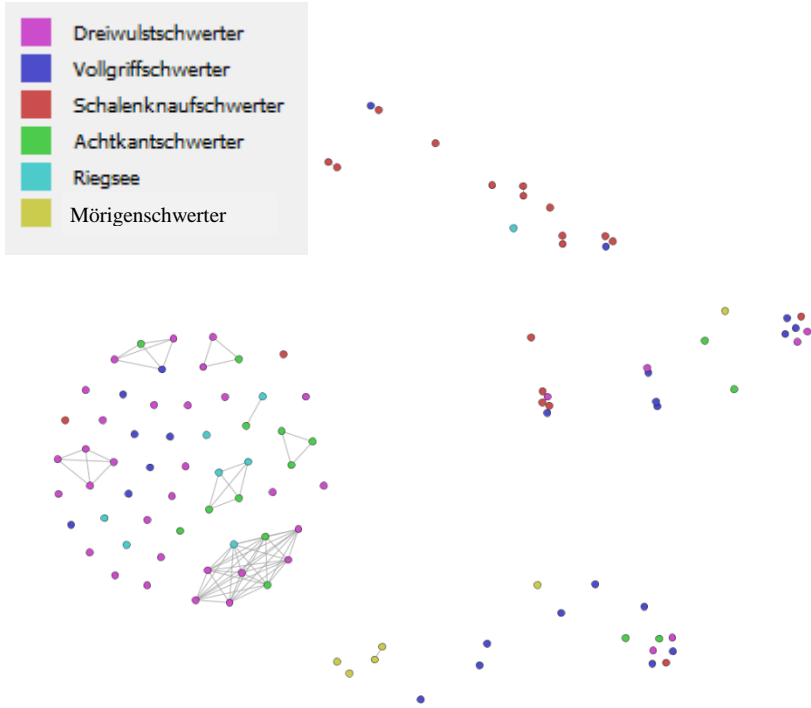 Dreiwulstschwerter
Vollgriffschwerter
Schalenknaufschwerter
Achtkantschwerter
Riegsee
Mörigenschwerter